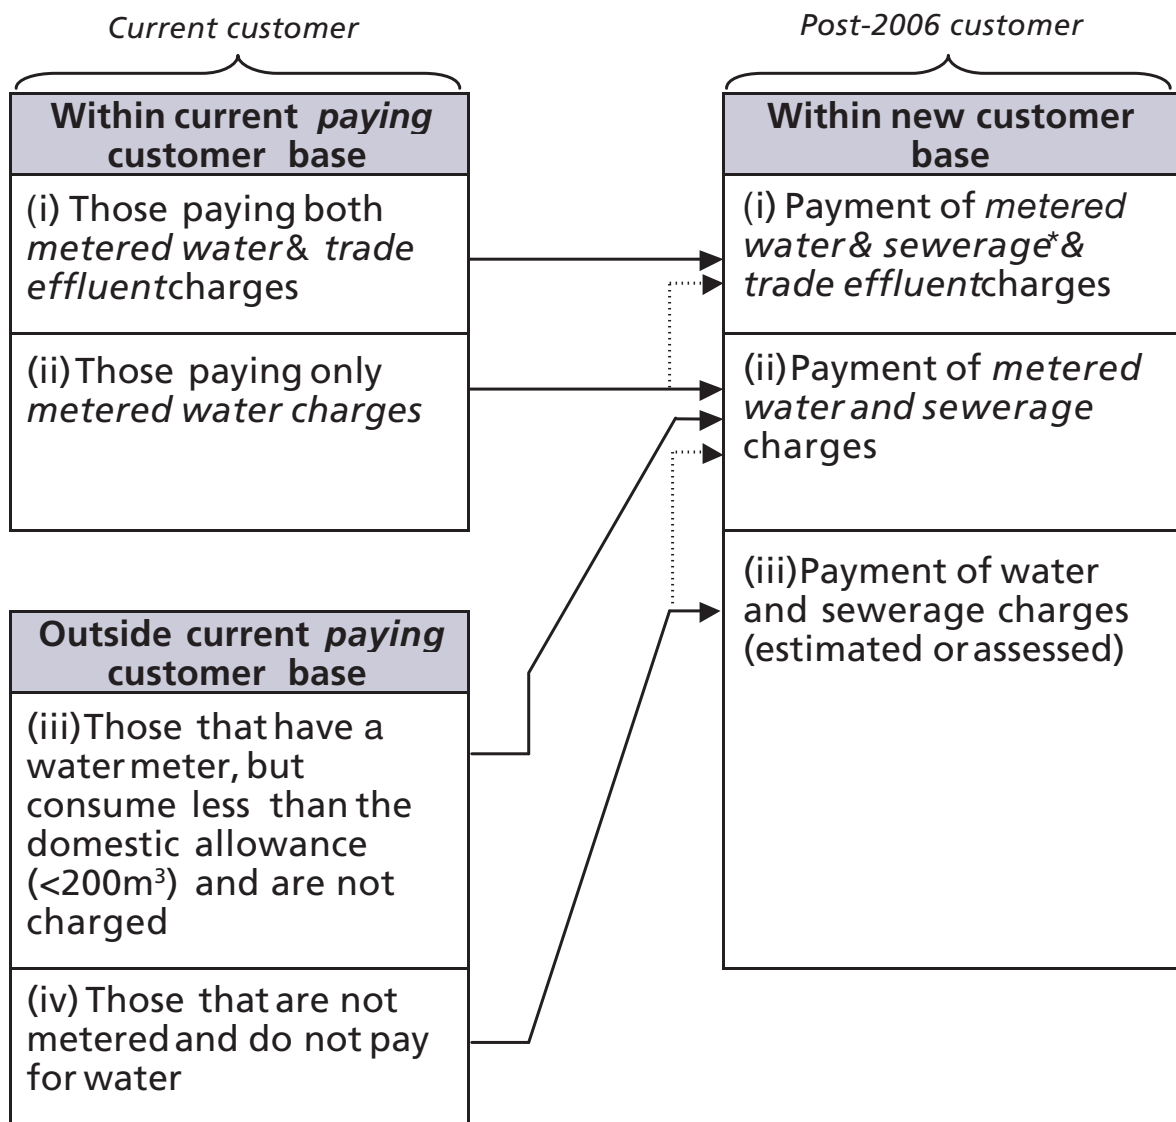 Current customer
Within current paying
customer base
(i) Those paying both
metered water & trade
effluent charges
(ii) Those paying only
metered water charges
Outside current paying
customer base
(iii) Those that have a
water meter, but
consume less than the
domestic allowance
(<200m³) and are not
charged
(iv) Those that are not
metered and do not pay
for water
Post-2006 customer
Within new customer
base
(i) Payment of metered
water & sewerage* &
trade effluent charges
(ii) Payment of metered
water and sewerage
charges
(iii) Payment of water
and sewerage charges
(estimated or assessed)